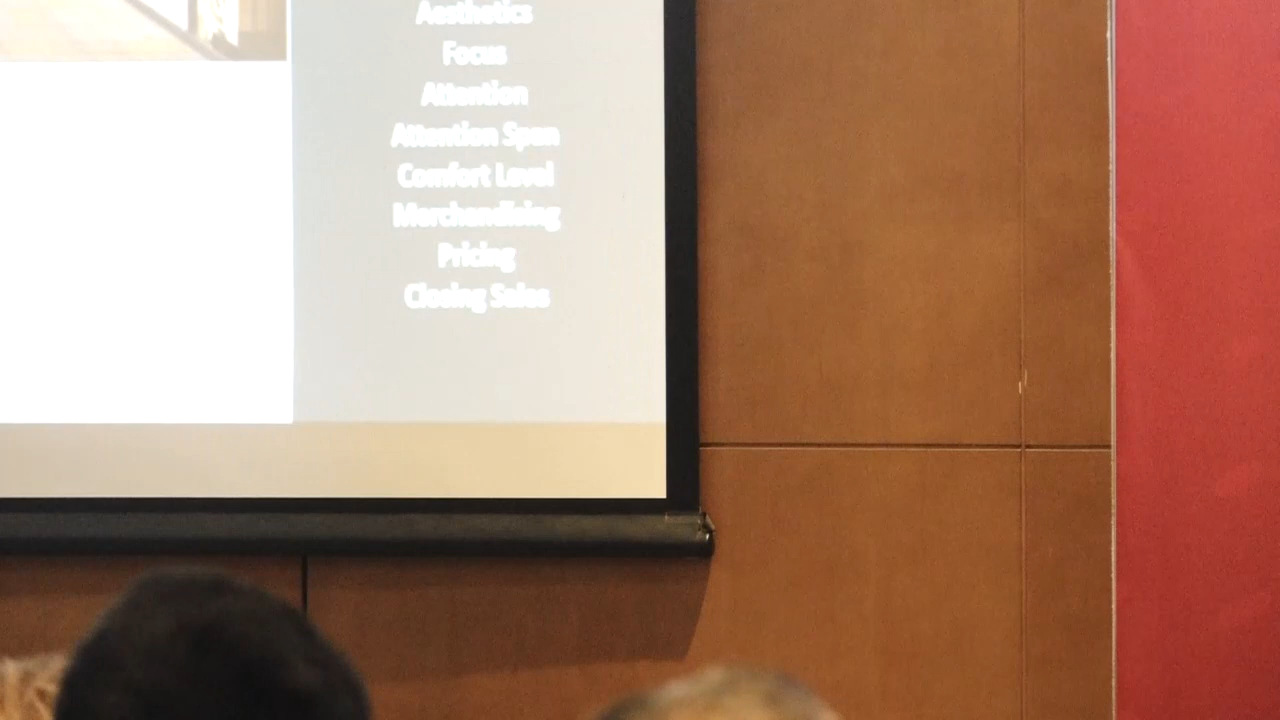 Aesthetics
Focus
Attention
Attention Span
Comfort Level
Merchandising
Pricing
Closing Sales